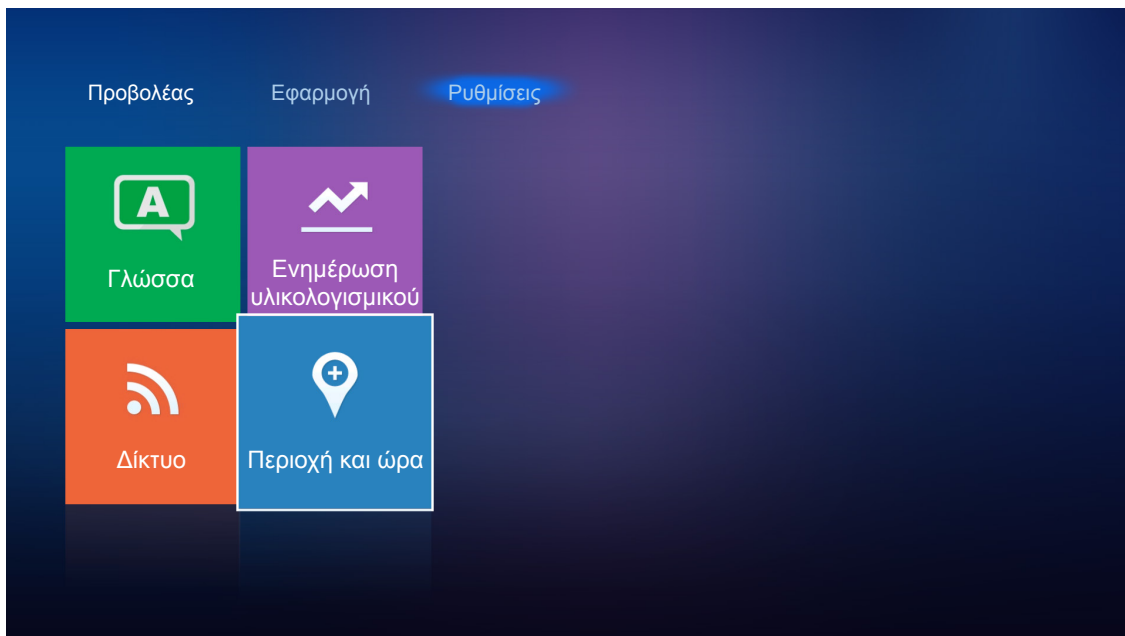 Προβολέας Εφαρμογή Ρυθμίσεις
A
Γλώσσα
Ενημέρωση
υλικολογισμικού
Δίκτυο
Περιοχή και ώρα